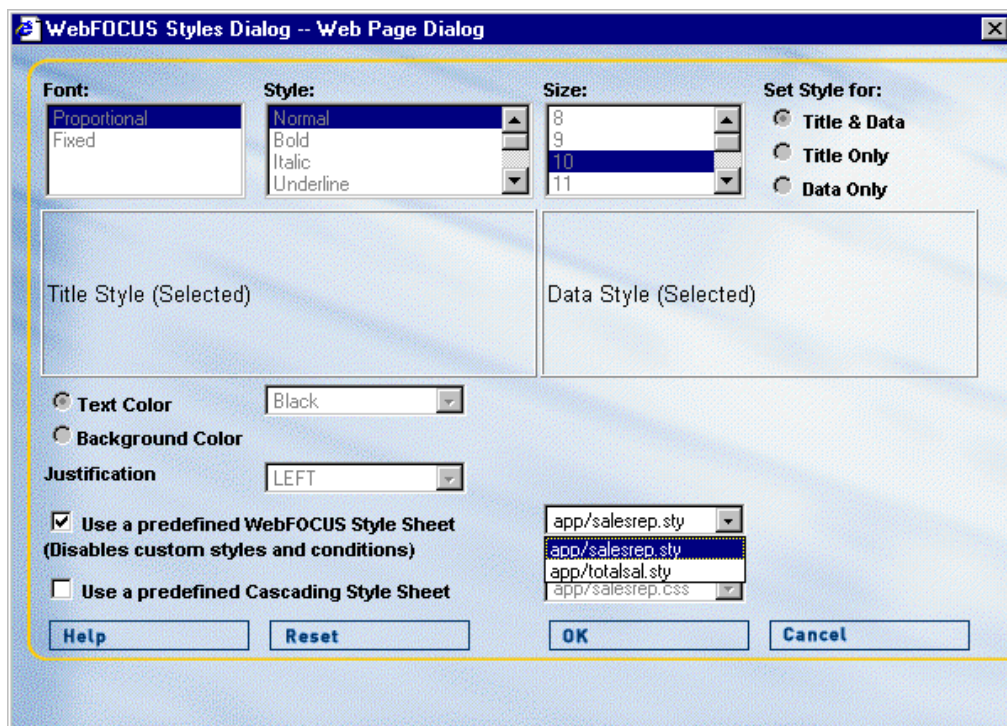 WebFOCUS Styles Dialog -- Web Page Dialog
Font: Style: Size: Set Style for:
Proportional
Fixed
Normal
Bold
Italic
Underline
8
9
10
11
Title & Data
Title Only
Data Only
Title Style (Selected) Data Style (Selected)
Text Color Black
Background Color
Justification LEFT
Use a predefined WebFOCUS Style Sheet app/salesrep.sty
(Disables custom styles and conditions) app/salesrep.sty
app/totalsal.sty
Use a predefined Cascading Style Sheet app/salesrep.css
Help Reset OK Cancel